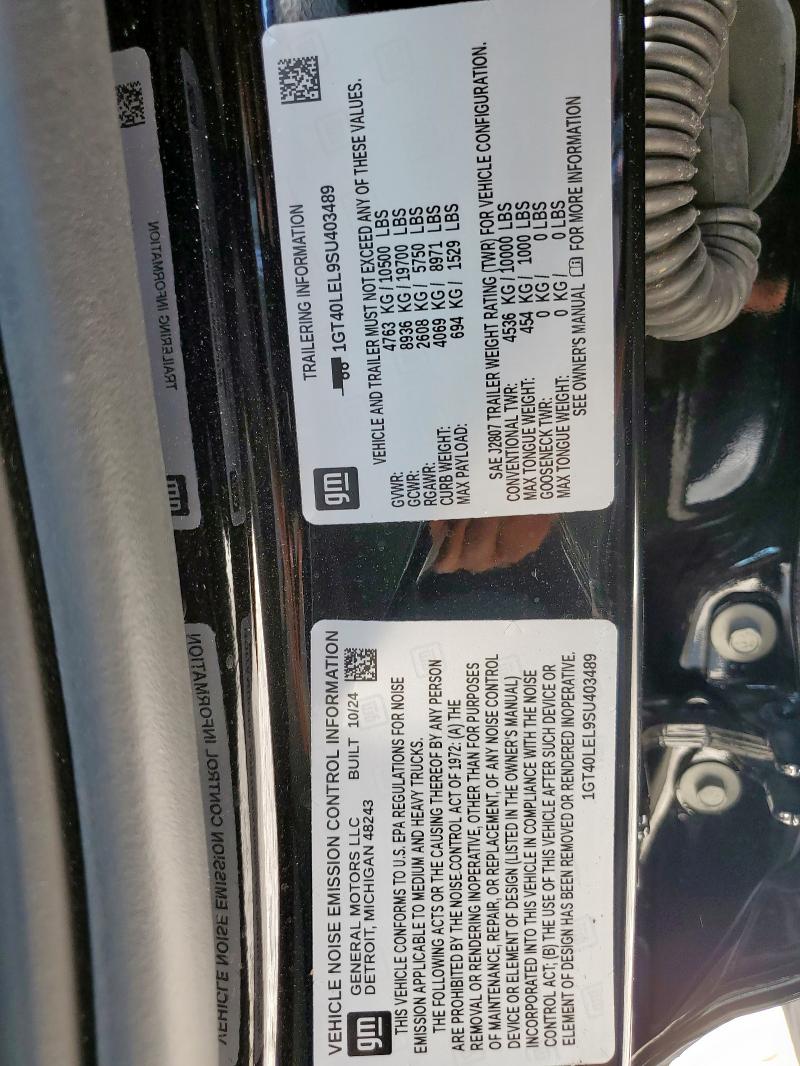 TRAILERING INFORMATION
1GT40LEL9SU403489
VEHICLE AND TRAILER MUST NOT EXCEED ANY OF THESE VALUES.
GVWR: 4763 KG / 10500 LBS
GCWR: 8936 KG / 19700 LBS
RGAWR: 2608 KG / 5750 LBS
CURB WEIGHT: 4069 KG / 8971 LBS
MAX PAYLOAD: 694 KG / 1529 LBS
SAE J2807 TRAILER WEIGHT RATING (TWR) FOR VEHICLE CONFIGURATION.
CONVENTIONAL TWR: 4536 KG / 10000 LBS
MAX TONGUE WEIGHT: 454 KG / 1000 LBS
GOOSENECK TWR: 0 KG / 0 LBS
MAX TONGUE WEIGHT: 0 KG / 0 LBS
SEE OWNER'S MANUAL FOR MORE INFORMATION
gm
VEHICLE NOISE EMISSION CONTROL INFORMATION
gm
GENERAL MOTORS LLC BUILT 10/24
DETROIT, MICHIGAN 48243
THIS VEHICLE CONFORMS TO U.S. EPA REGULATIONS FOR NOISE
EMISSION APPLICABLE TO MEDIUM AND HEAVY TRUCKS.
THE FOLLOWING ACTS OR THE CAUSING THEREOF BY ANY PERSON
ARE PROHIBITED BY THE NOISE CONTROL ACT OF 1972: (A) THE
REMOVAL OR RENDERING INOPERATIVE, OTHER THAN FOR PURPOSES
OF MAINTENANCE, REPAIR, OR REPLACEMENT, OF ANY NOISE CONTROL
DEVICE OR ELEMENT OF DESIGN (LISTED IN THE OWNER'S MANUAL)
INCORPORATED INTO THIS VEHICLE IN COMPLIANCE WITH THE NOISE
CONTROL ACT; (B) THE USE OF THIS VEHICLE AFTER SUCH DEVICE OR
ELEMENT OF DESIGN HAS BEEN REMOVED OR RENDERED INOPERATIVE.
1GT40LEL9SU403489
TRAILERING INFORMATION
gm
VEHICLE NOISE EMISSION CONTROL INFORMATION